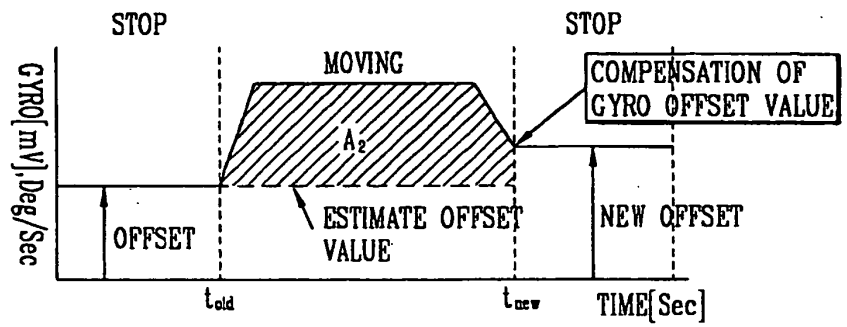 STOP
STOP
MOVING
COMPENSATION OF
GYRO OFFSET VALUE
GYRO[mV],Deg/Sec
A₂
OFFSET
ESTIMATE OFFSET
VALUE
NEW OFFSET
told
tnew
TIME[Sec]